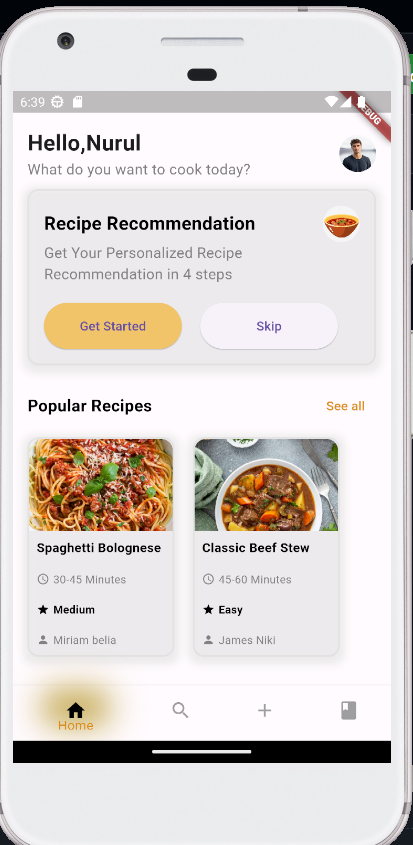 6:39
DEBUG
Hello,Nurul
What do you want to cook today?
Recipe Recommendation
Get Your Personalized Recipe
Recommendation in 4 steps
Get Started
Skip
Popular Recipes
See all
Spaghetti Bolognese
30-45 Minutes
Medium
Miriam belia
Classic Beef Stew
45-60 Minutes
Easy
James Niki
Home